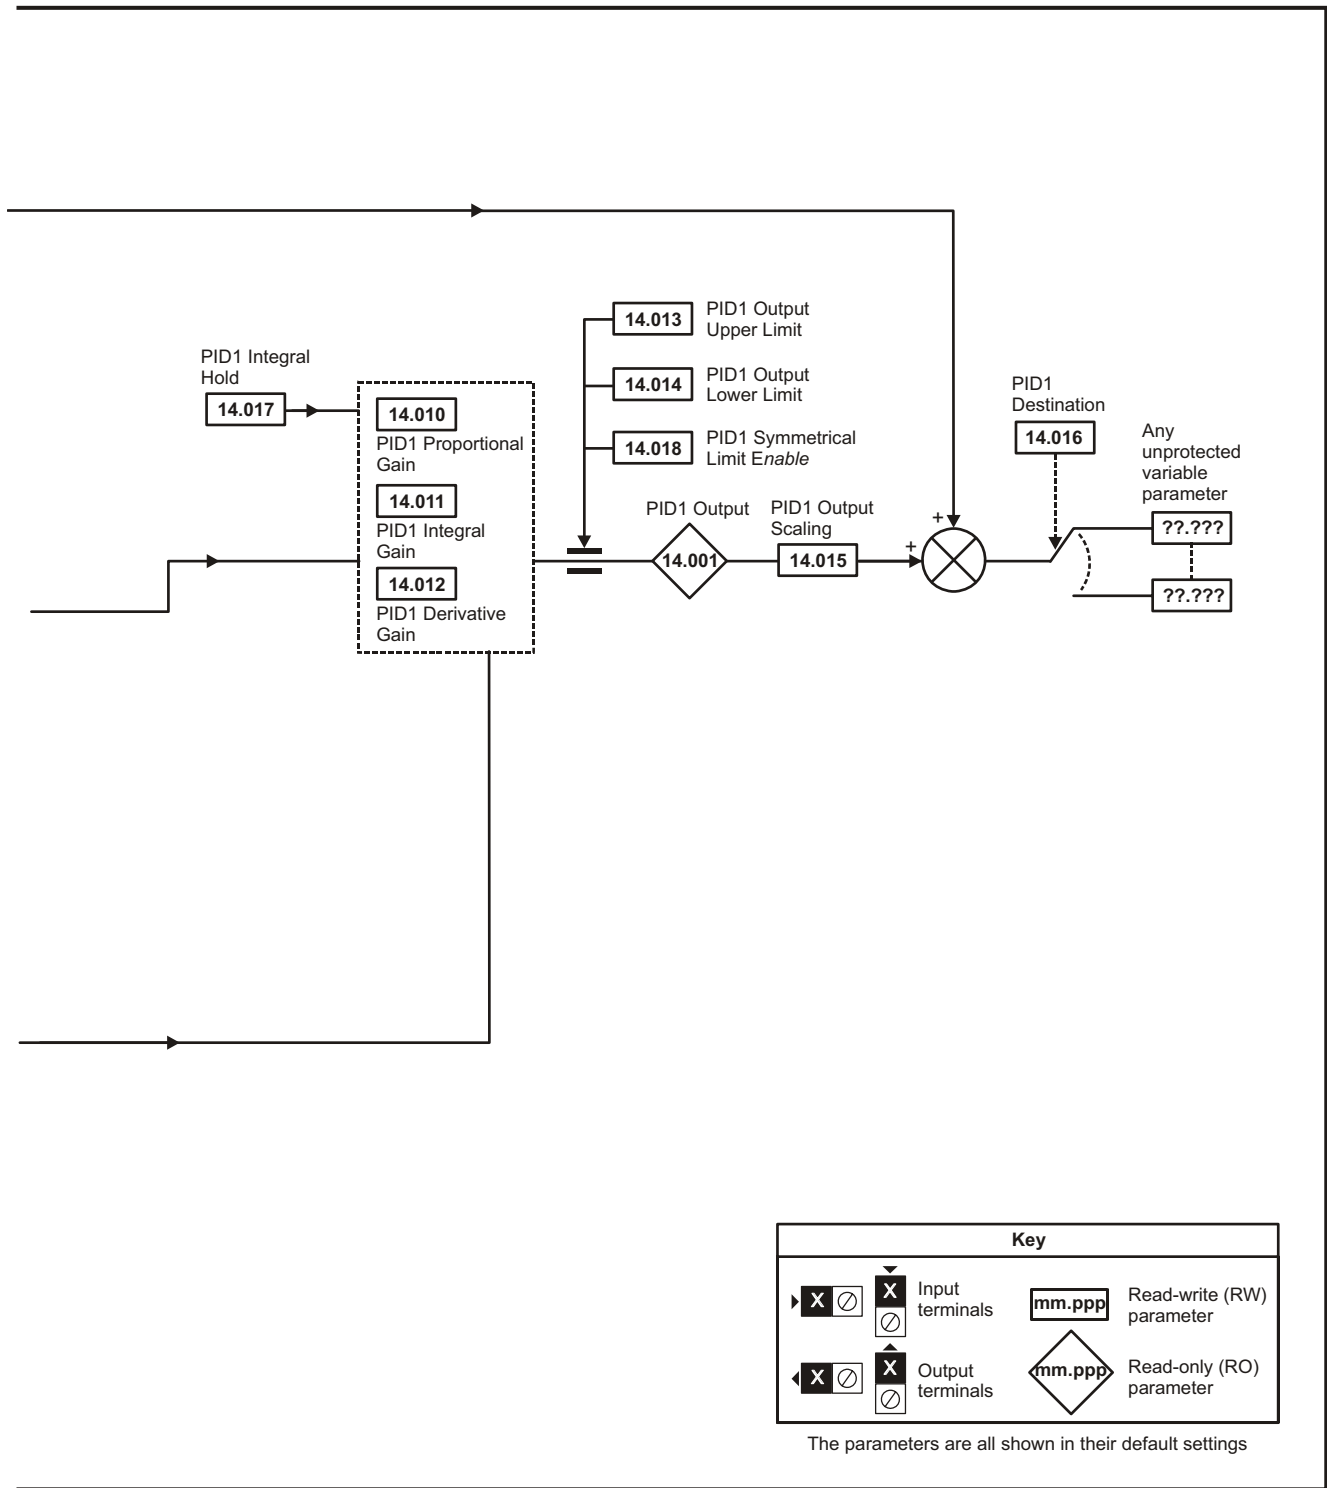 14.013
PID1 Output
Upper Limit
PID1 Integral
Hold
14.017
14.014
PID1 Output
Lower Limit
14.018
PID1 Symmetrical
Limit Enable
14.010
PID1 Proportional
Gain
14.011
PID1 Integral
Gain
14.012
PID1 Derivative
Gain
PID1 Output
14.001
PID1 Output
Scaling
14.015
+
+
PID1
Destination
14.016
Any
unprotected
variable
parameter
??.???
??.???
Key
X
X
Input
terminals
mm.ppp
Read-write (RW)
parameter
X
X
Output
terminals
mm.ppp
Read-only (RO)
parameter
The parameters are all shown in their default settings